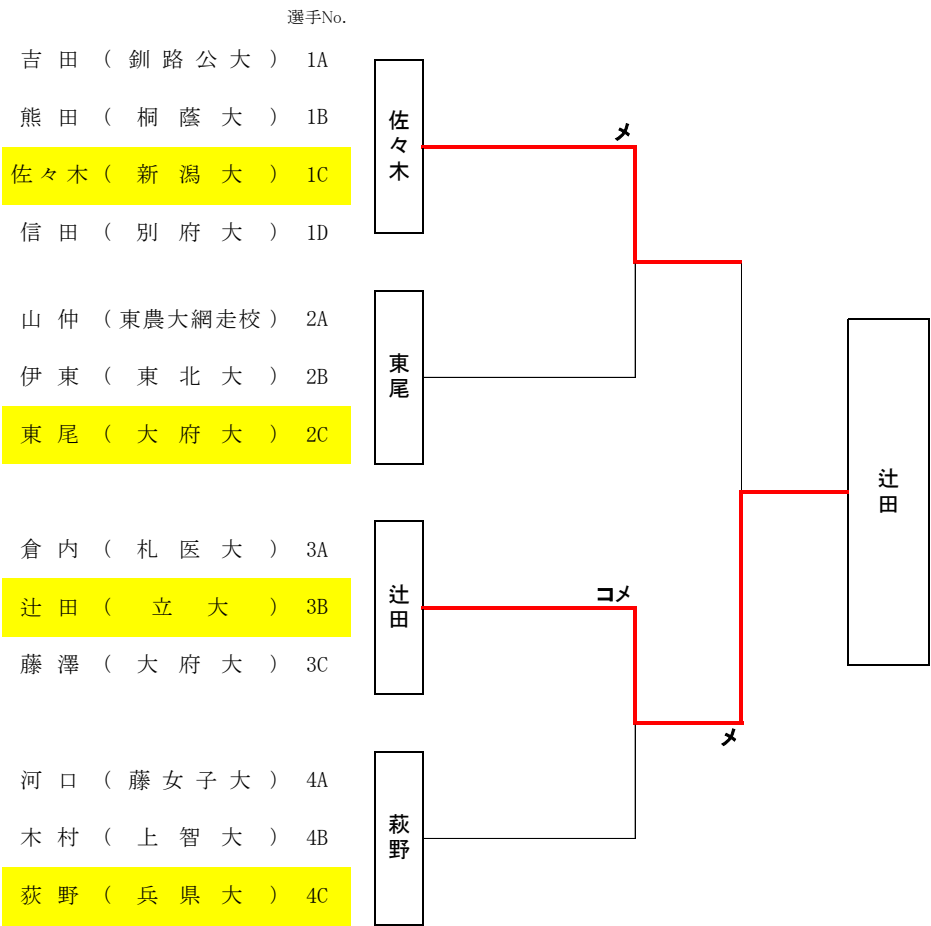 選手No.
吉田（釧路公大） 1A
熊田（桐蔭大） 1B
佐々木（新潟大） 1C
信田（別府大） 1D
佐々木
メ
山仲（東農大網走校） 2A
伊東（東北大） 2B
東尾（大府大） 2C
東尾
倉内（札医大） 3A
辻田（立大） 3B
藤澤（大府大） 3C
辻田
コメ
辻田
メ
河口（藤女子大） 4A
木村（上智大） 4B
荻野（兵県大） 4C
萩野